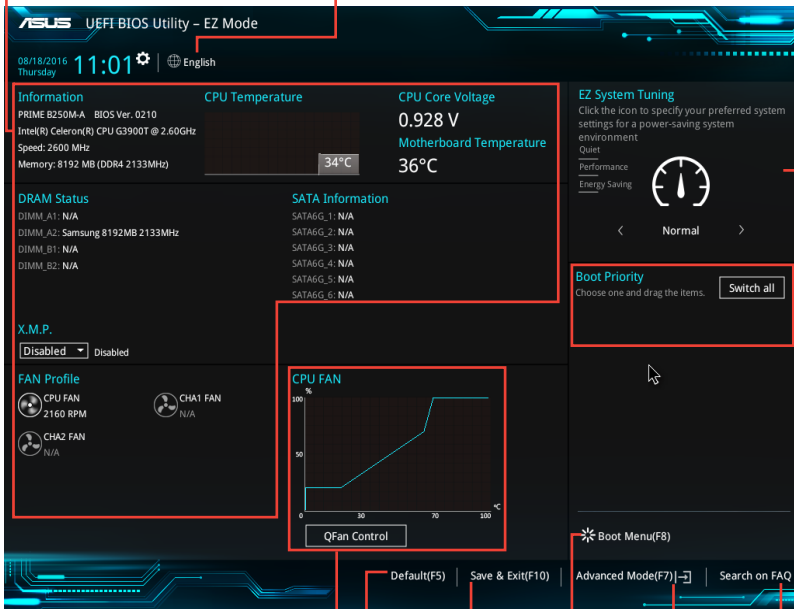 ASUS UEFI BIOS Utility – EZ Mode
08/18/2016
Thursday
11:01
English
Information
PRIME B250M-A BIOS Ver. 0210
Intel(R) Celeron(R) CPU G3900T @ 2.60GHz
Speed: 2600 MHz
Memory: 8192 MB (DDR4 2133MHz)
CPU Temperature
34°C
CPU Core Voltage
0.928 V
Motherboard Temperature
36°C
EZ System Tuning
Click the icon to specify your preferred system
settings for a power-saving system
environment
Quiet
Performance
Energy Saving
< Normal >
DRAM Status
DIMM_A1: N/A
DIMM_A2: Samsung 8192MB 2133MHz
DIMM_B1: N/A
DIMM_B2: N/A
SATA Information
SATA6G_1: N/A
SATA6G_2: N/A
SATA6G_3: N/A
SATA6G_4: N/A
SATA6G_5: N/A
SATA6G_6: N/A
Boot Priority
Choose one and drag the items.
Switch all
X.M.P.
Disabled Disabled
FAN Profile
CPU FAN
2160 RPM
CHA1 FAN
N/A
CHA2 FAN
N/A
CPU FAN
%
100
50
0 30 70 100
°C
QFan Control
Boot Menu(F8)
Default(F5) Save & Exit(F10) Advanced Mode(F7) Search on FAQ